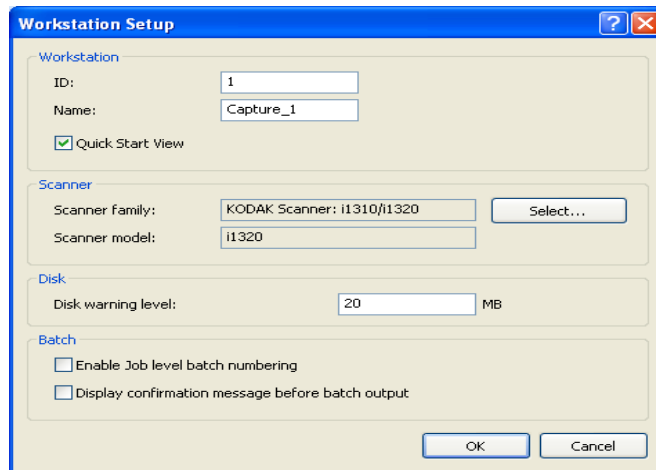 Workstation Setup
Workstation
ID: 1
Name: Capture_1
Quick Start View
Scanner
Scanner family: KODAK Scanner: i1310/i1320 Select...
Scanner model: i1320
Disk
Disk warning level: 20 MB
Batch
Enable Job level batch numbering
Display confirmation message before batch output
OK Cancel